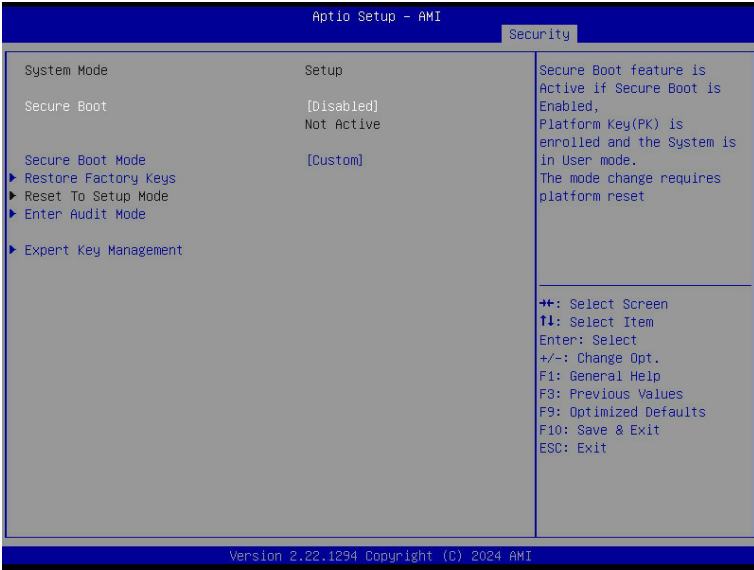 Aptio Setup – AMI
Security
System Mode Setup
Secure Boot [Disabled]
Not Active
Secure Boot Mode [Custom]
Restore Factory Keys
Reset To Setup Mode
Enter Audit Mode
Expert Key Management
Secure Boot feature is
Active if Secure Boot is
Enabled,
Platform Key(PK) is
enrolled and the System is
in User mode.
The mode change requires
platform reset
→←: Select Screen
↑↓: Select Item
Enter: Select
+/-: Change Opt.
F1: General Help
F3: Previous Values
F9: Optimized Defaults
F10: Save & Exit
ESC: Exit
Version 2.22.1294 Copyright (C) 2024 AMI